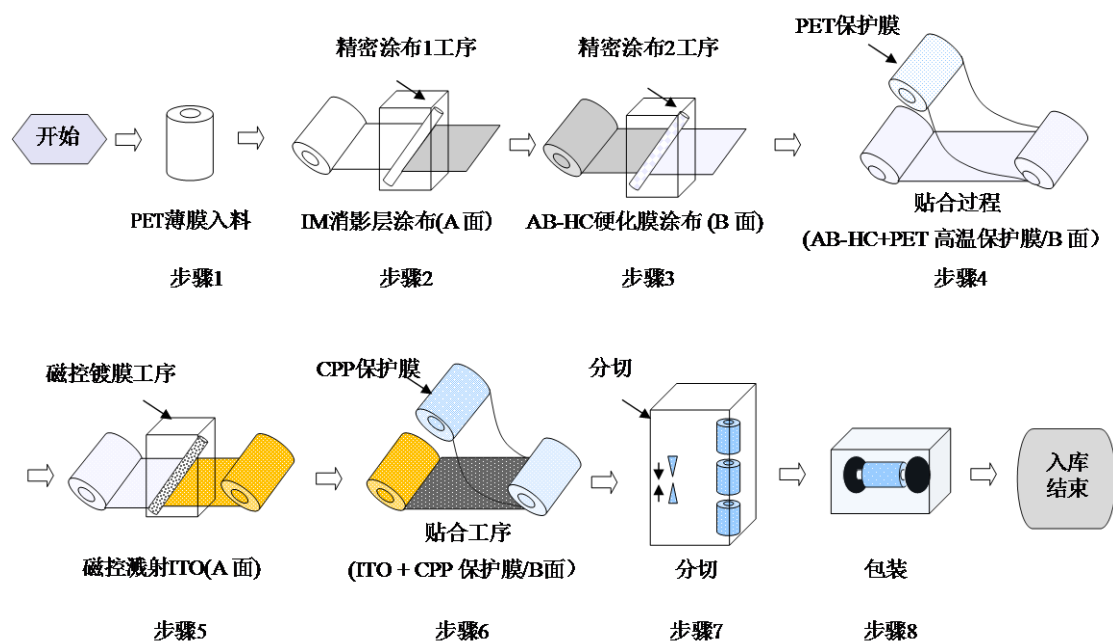 精密涂布1工序
精密涂布2工序
PET保护膜
开始
PET薄膜入料
IM消影层涂布(A 面)
AB-HC硬化膜涂布 (B 面)
贴合过程
(AB-HC+PET 高温保护膜/B 面)
步骤1
步骤2
步骤3
步骤4
磁控镀膜工序
CPP保护膜
分切
入库
结束
磁控溅射ITO(A 面)
贴合工序
(ITO + CPP 保护膜/B面)
分切
包装
步骤5
步骤6
步骤7
步骤8